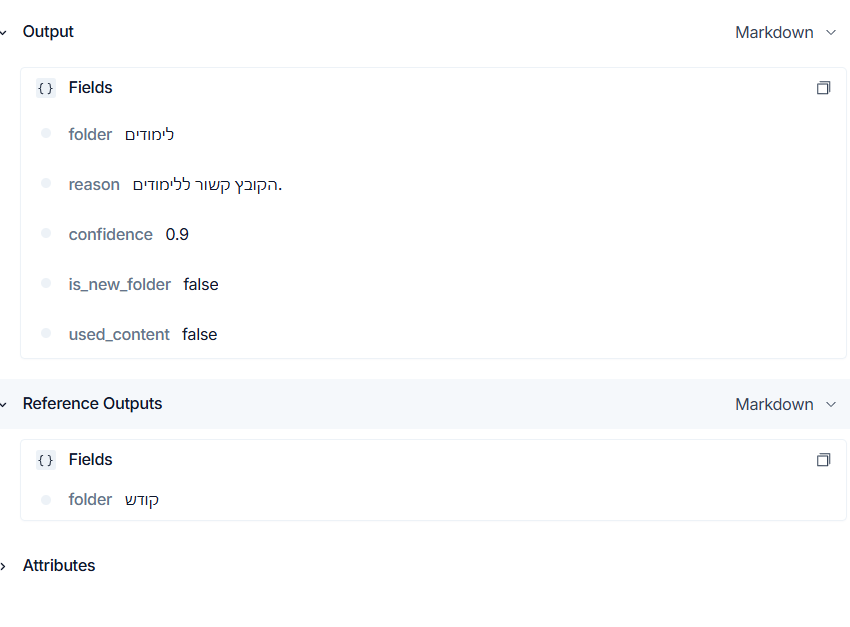 Output Markdown
{} Fields
folder לימודים
reason הקובץ קשור ללימודים.
confidence 0.9
is_new_folder false
used_content false
Reference Outputs Markdown
{} Fields
folder קודש
Attributes